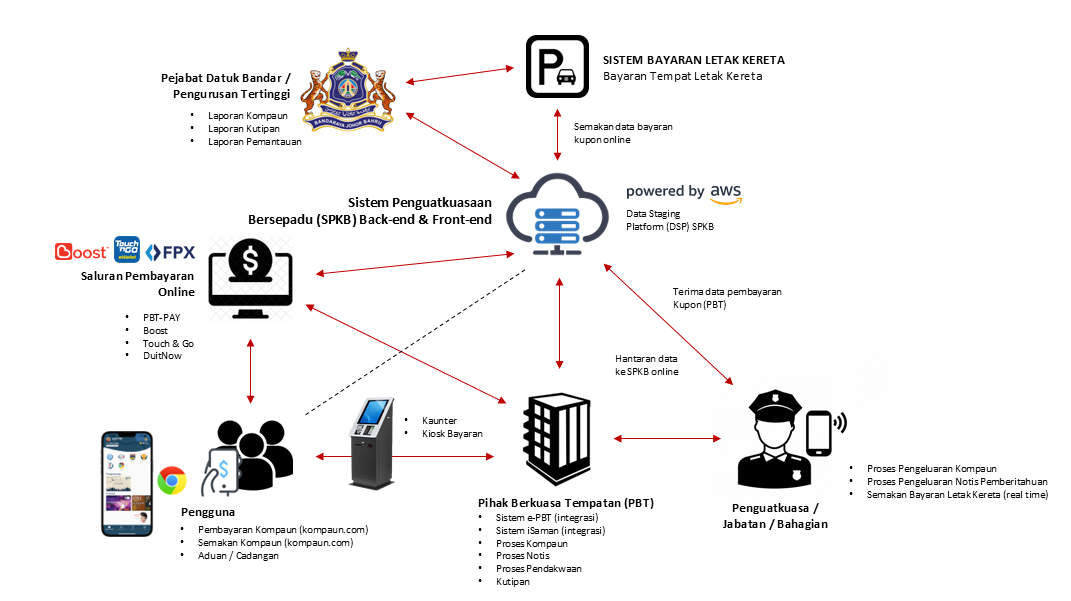 SISTEM BAYARAN LETAK KERETA
Bayaran Tempat Letak Kereta
Pejabat Datuk Bandar /
Pengurusan Tertinggi
• Laporan Kompaun
• Laporan Kutipan
• Laporan Pemantauan
BANDARAYA JOHOR BAHRU
P
Semakan data bayaran
kupon online
Sistem Penguatkuasaan
Bersepadu (SPKB) Back-end & Front-end
powered by aws
Data Staging
Platform (DSP) SPKB
Boost
Touch
'n GO
eWallet
FPX
$
Saluran Pembayaran
Online
• PBT-PAY
• Boost
• Touch & Go
• DuitNow
Terima data pembayaran
Kupon (PBT)
Hantaran data
ke SPKB online
• Kaunter
• Kiosk Bayaran
$
Pengguna
• Pembayaran Kompaun (kompaun.com)
• Semakan Kompaun (kompaun.com)
• Aduan / Cadangan
Pihak Berkuasa Tempatan (PBT)
• Sistem e-PBT (integrasi)
• Sistem iSaman (integrasi)
• Proses Kompaun
• Proses Notis
• Proses Pendakwaan
• Kutipan
Penguatkuasa /
Jabatan / Bahagian
• Proses Pengeluaran Kompaun
• Proses Pengeluaran Notis Pemberitahuan
• Semakan Bayaran Letak Kereta (real time)